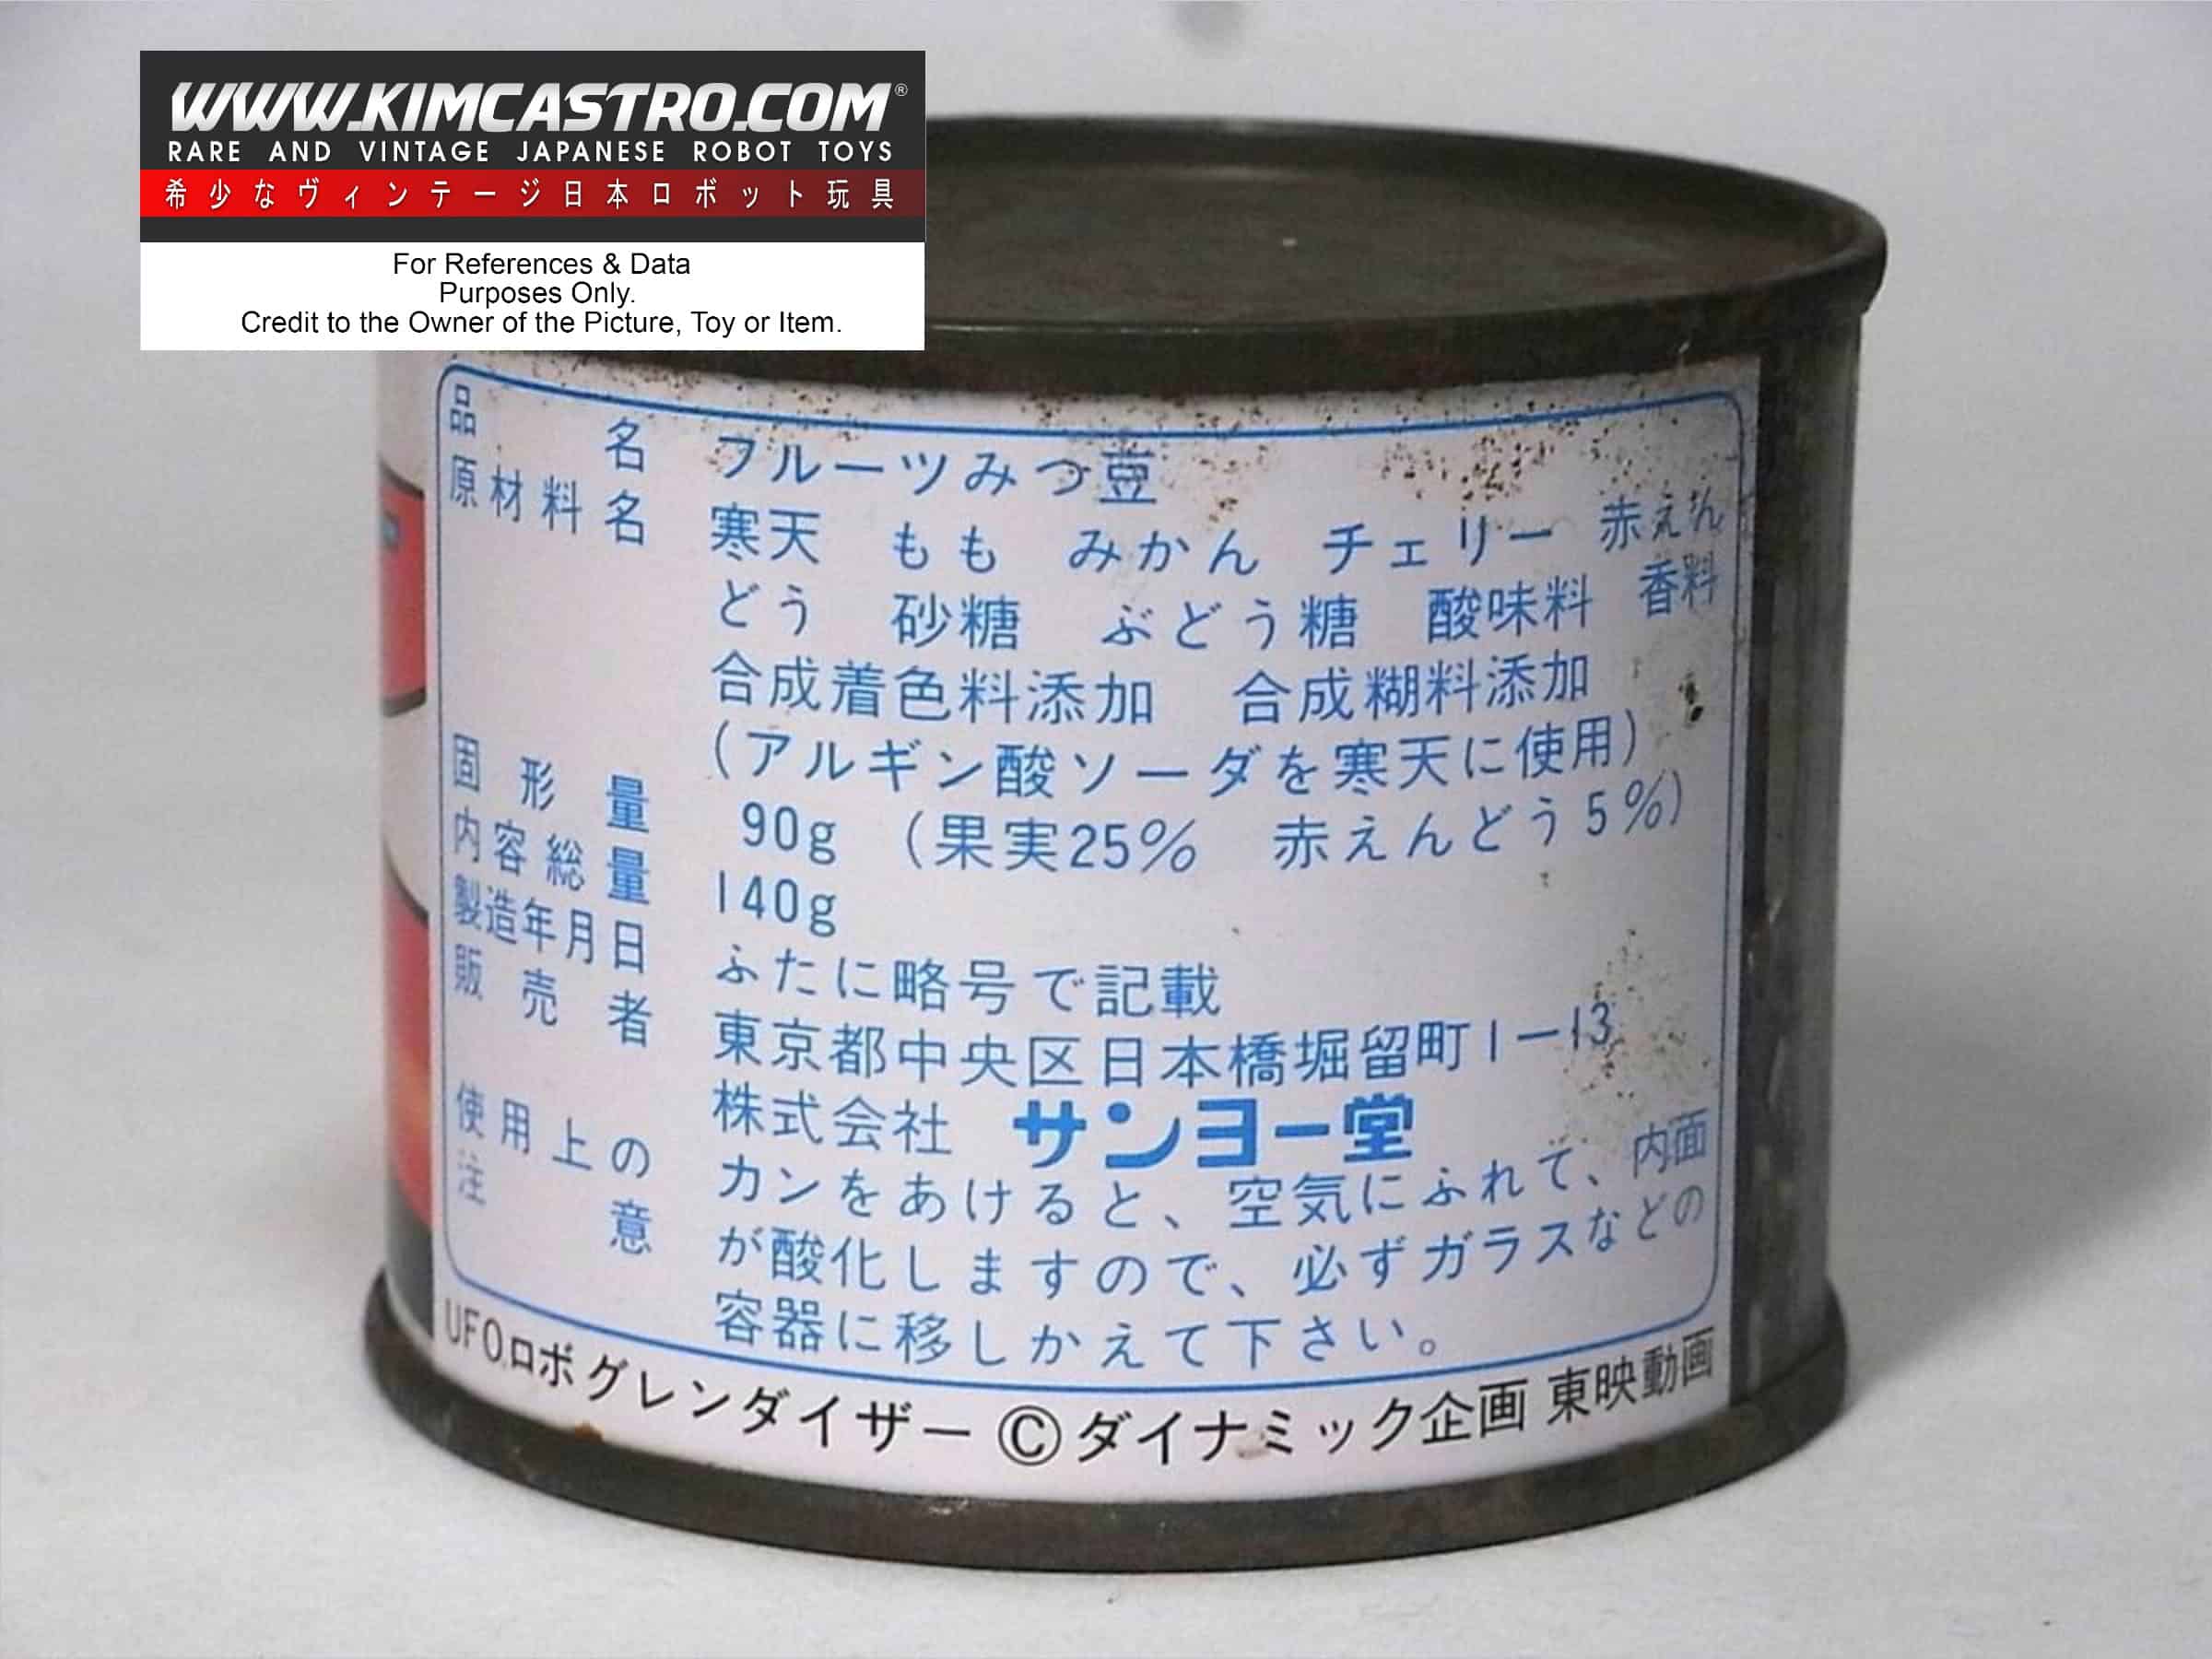 WWW.KIMCASTRO.COM®
RARE AND VINTAGE JAPANESE ROBOT TOYS
希少なヴィンテージ日本ロボット玩具
For References & Data
Purposes Only.
Credit to the Owner of the Picture, Toy or Item.
品名 フルーツみつ豆
原材料名 寒天 もも みかん チェリー 赤えん
どう 砂糖 ぶどう糖 酸味料 香料
合成着色料添加 合成糊料添加
(アルギン酸ソーダを寒天に使用)
固形量 90g (果実25% 赤えんどう5%)
内容総量 140g
製造年月日 ふたに略号で記載
販売者 東京都中央区日本橋堀留町1-13
株式会社 サンヨー堂
使用上の注意 カンをあけると、空気にふれて、内面
が酸化しますので、必ずガラスなどの
容器に移しかえて下さい。
UFO.ロボ グレンダイザー ©ダイナミック企画 東映動画